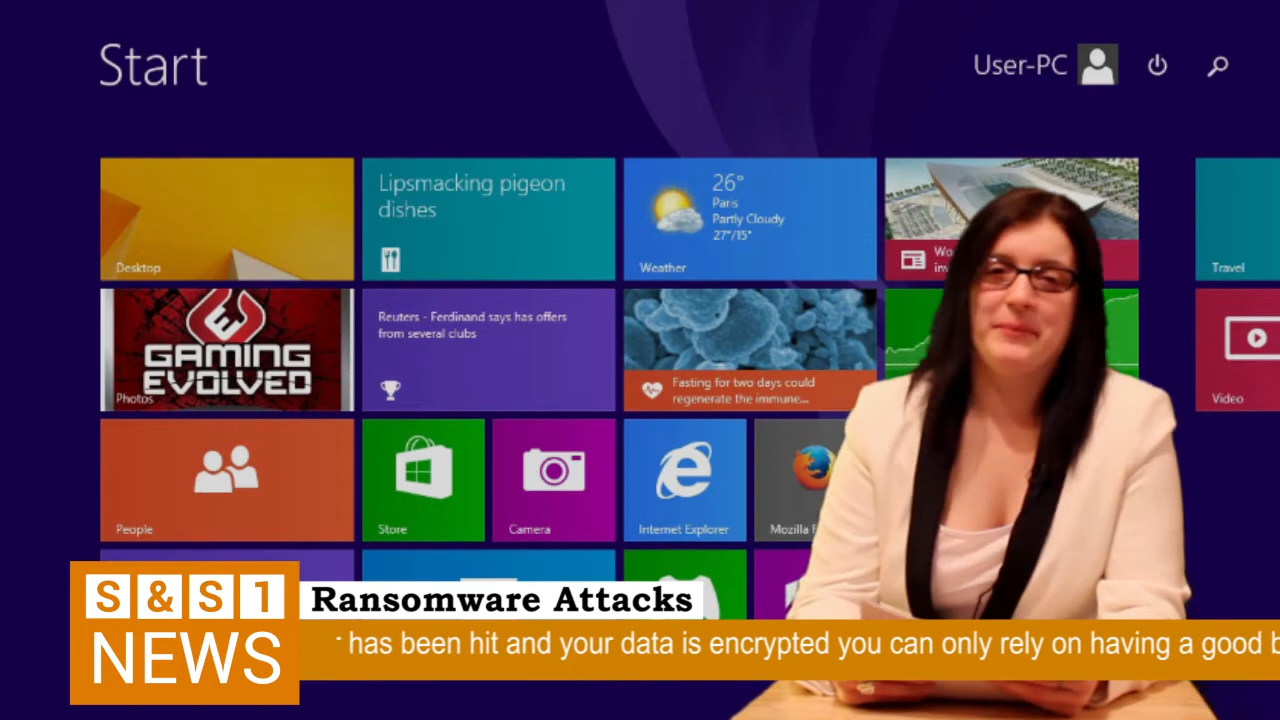 Start
User-PC
Lipsmacking pigeon
dishes
Desktop
26°
Paris
Partly Cloudy
27°/15°
Weather
Travel
GAMING
EVOLVED
Photos
Reuters - Ferdinand says has offers
from several clubs
Fasting for two days could
regenerate the immune...
Video
People
Store
Camera
Internet Explorer
Mozilla
S&S1
NEWS
Ransomware Attacks
has been hit and your data is encrypted you can only rely on having a good